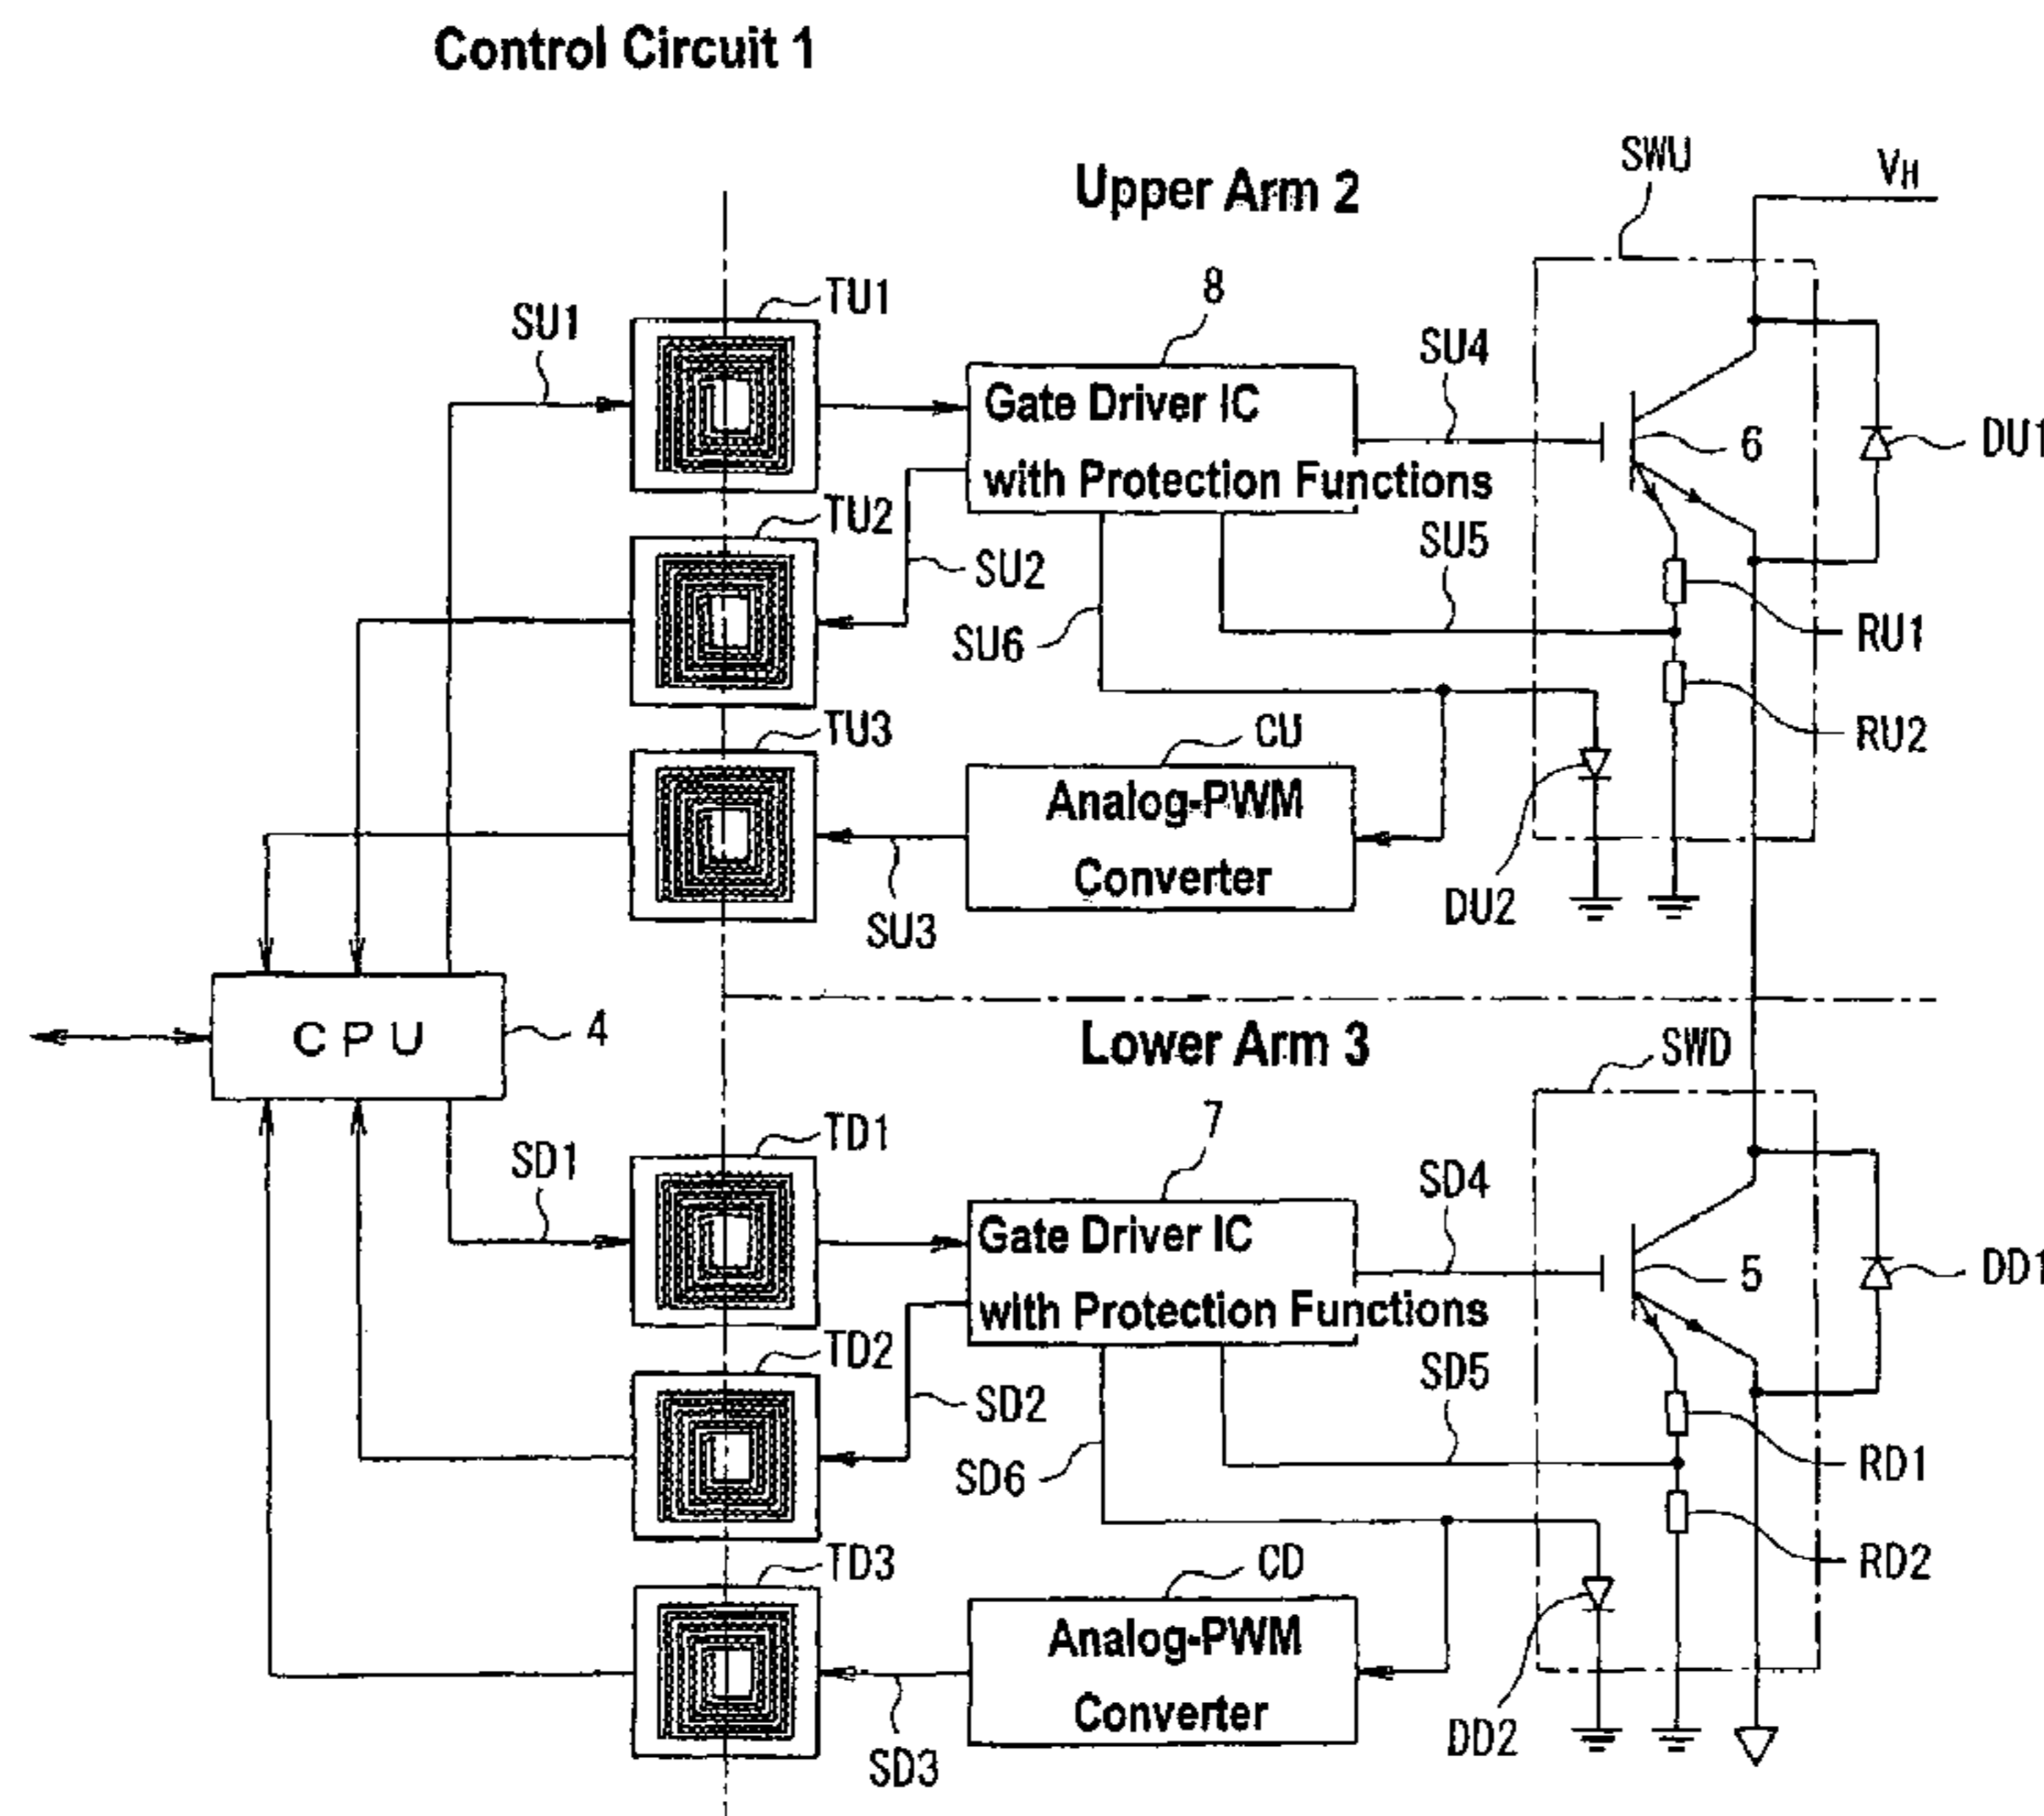 Control Circuit 1
Upper Arm 2
SWU
VH
TU1
8
SU1
SU4
Gate Driver IC
with Protection Functions
6
DU1
TU2
SU2
SU5
SU6
RU1
TU3
CU
RU2
Analog-PWM
Converter
SU3
DU2
CPU
4
Lower Arm 3
SWD
TD1
7
SD1
SD4
Gate Driver IC
with Protection Functions
5
DD1
TD2
SD2
SD5
SD6
RD1
TD3
CD
RD2
Analog-PWM
Converter
SD3
DD2